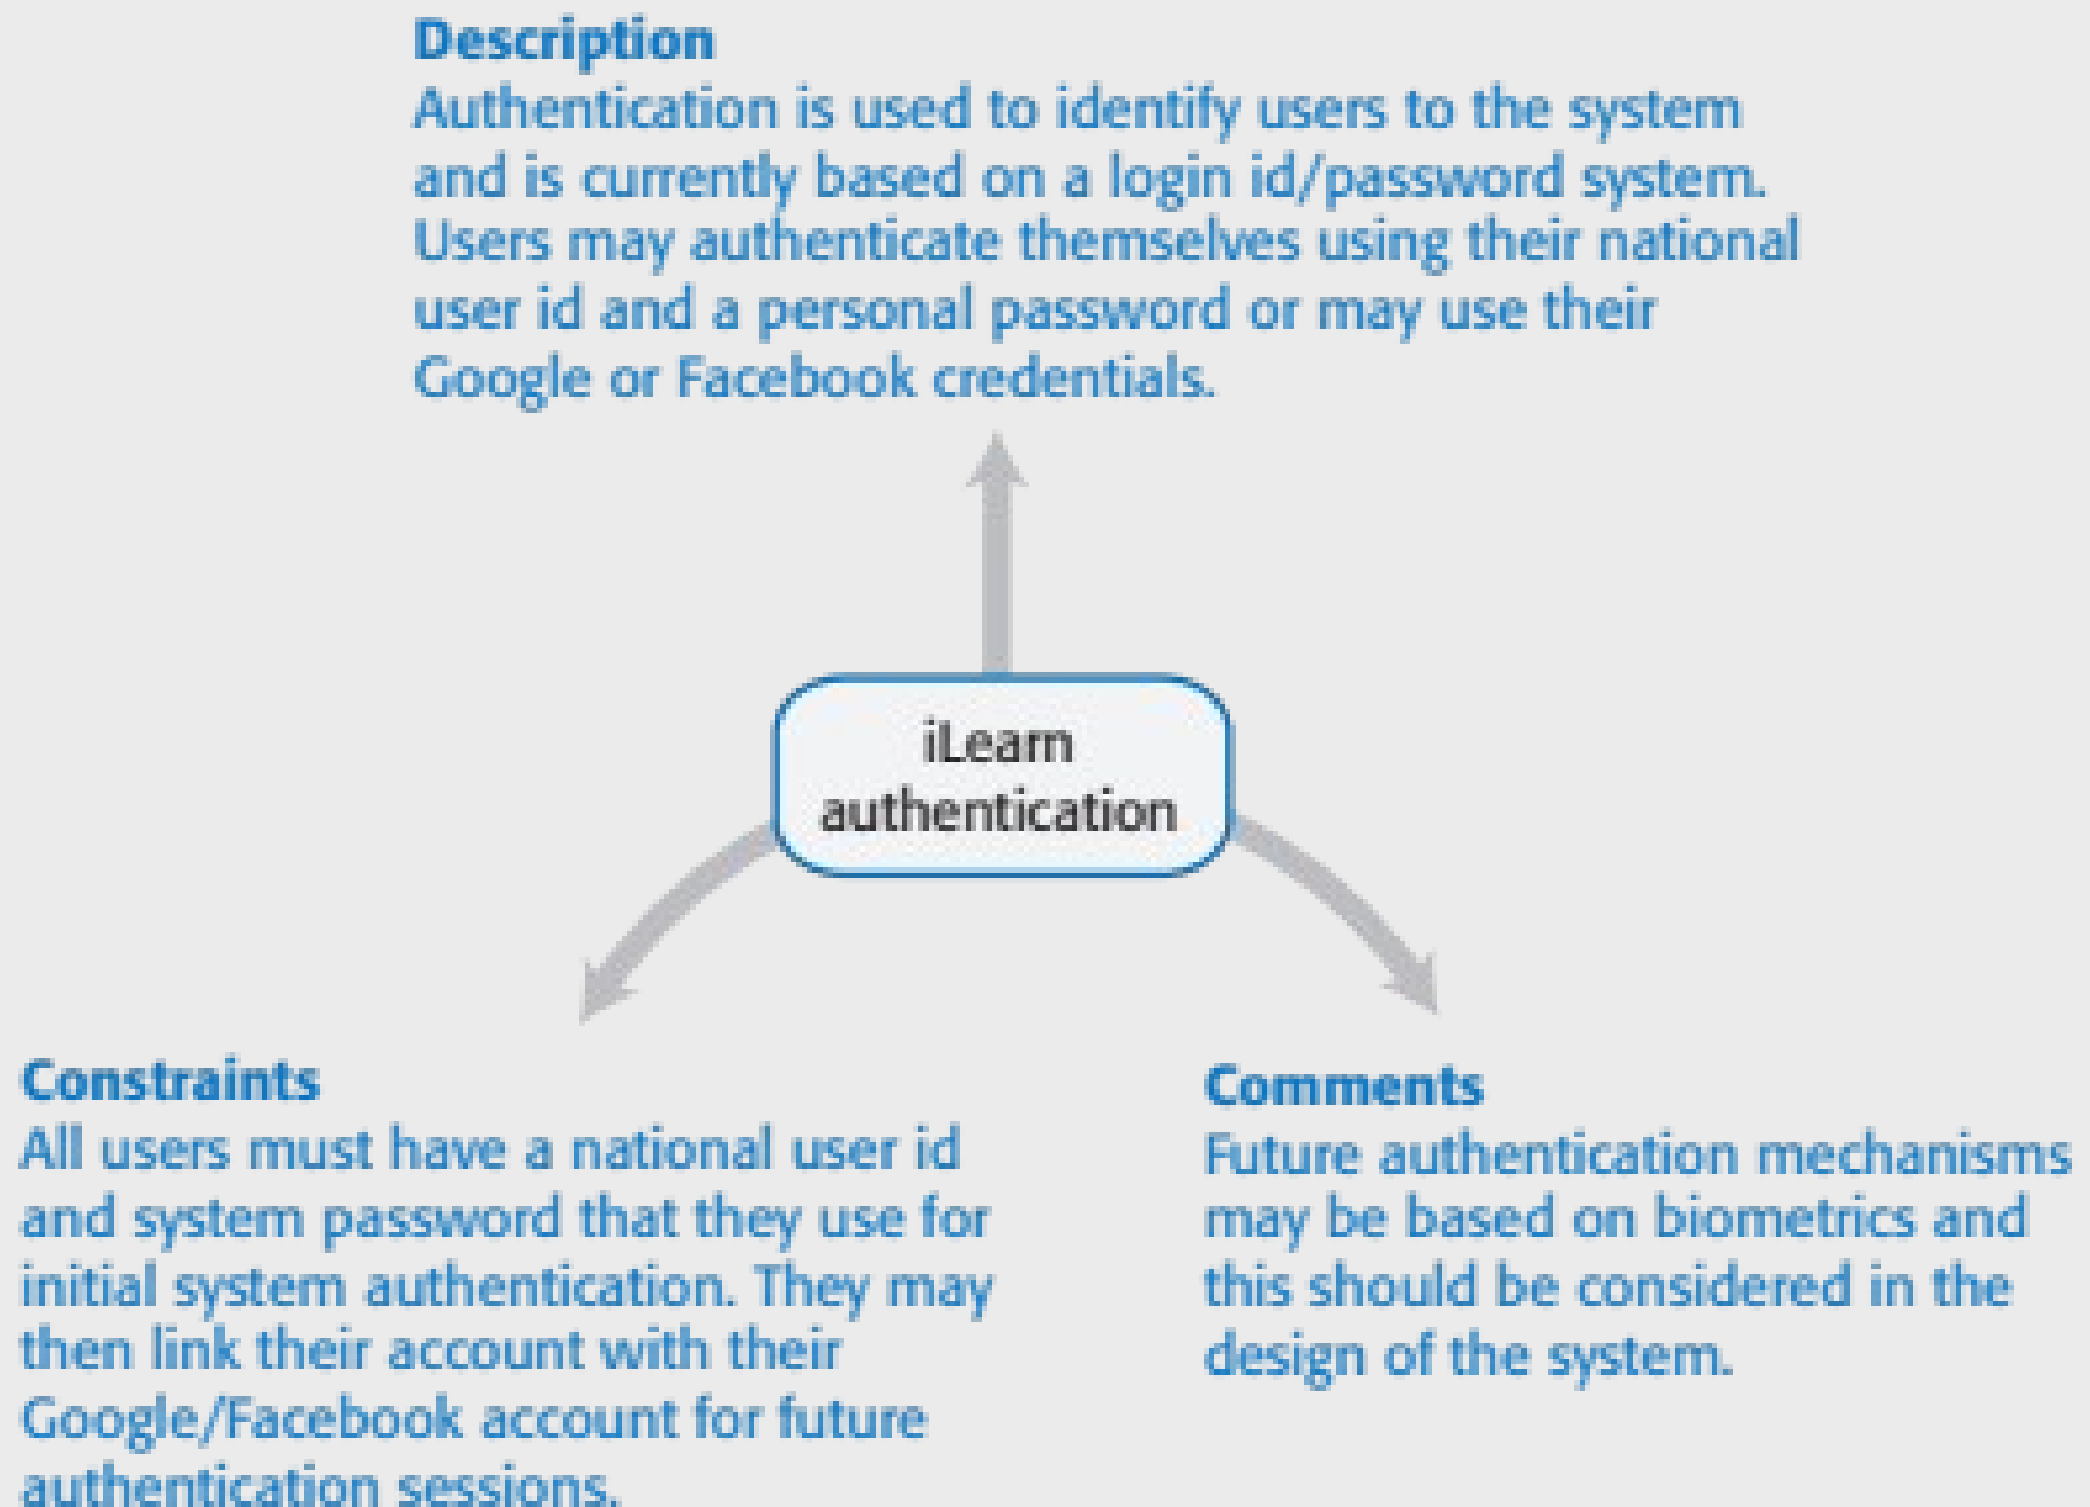 Description
Authentication is used to identify users to the system
and is currently based on a login id/password system.
Users may authenticate themselves using their national
user id and a personal password or may use their
Google or Facebook credentials.
iLearn
authentication
Constraints
All users must have a national user id
and system password that they use for
initial system authentication. They may
then link their account with their
Google/Facebook account for future
authentication sessions.
Comments
Future authentication mechanisms
may be based on biometrics and
this should be considered in the
design of the system.